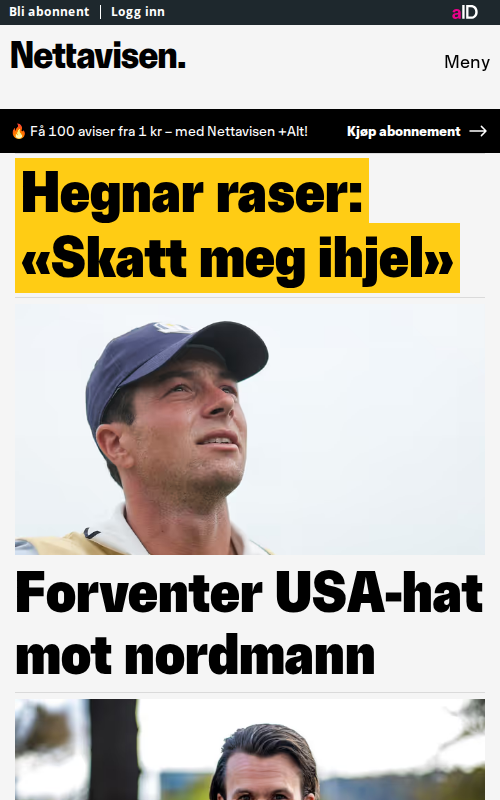 Bli abonnent | Logg inn
aID
Nettavisen.
Meny
🔥 Få 100 aviser fra 1 kr – med Nettavisen +Alt!
Kjøp abonnement →
Hegnar raser:
«Skatt meg ihjel»
Forventer USA-hat
mot nordmann